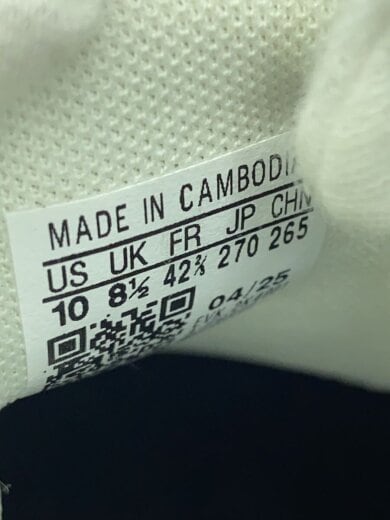 MADE IN CAMBODIA
US UK FR JP CHN
10 8½ 42⅔ 270 265
04/25